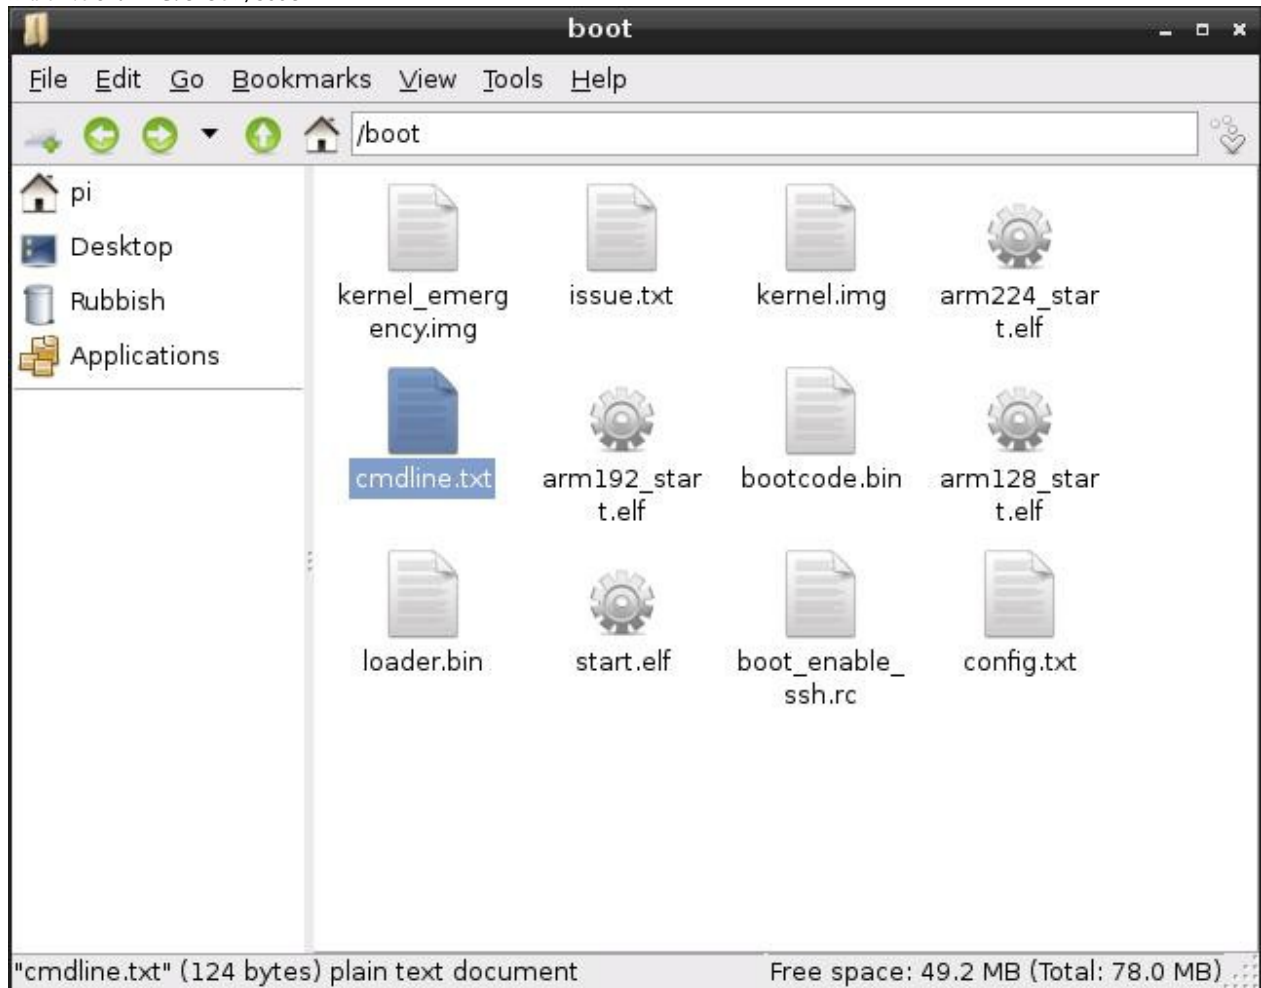 boot
File Edit Go Bookmarks View Tools Help
/boot
pi
Desktop
Rubbish
Applications
kernel_emerg
ency.img
issue.txt
kernel.img
arm224_star
t.elf
cmdline.txt
arm192_star
t.elf
bootcode.bin
arm128_star
t.elf
loader.bin
start.elf
boot_enable_
ssh.rc
config.txt
"cmdline.txt" (124 bytes) plain text document
Free space: 49.2 MB (Total: 78.0 MB)